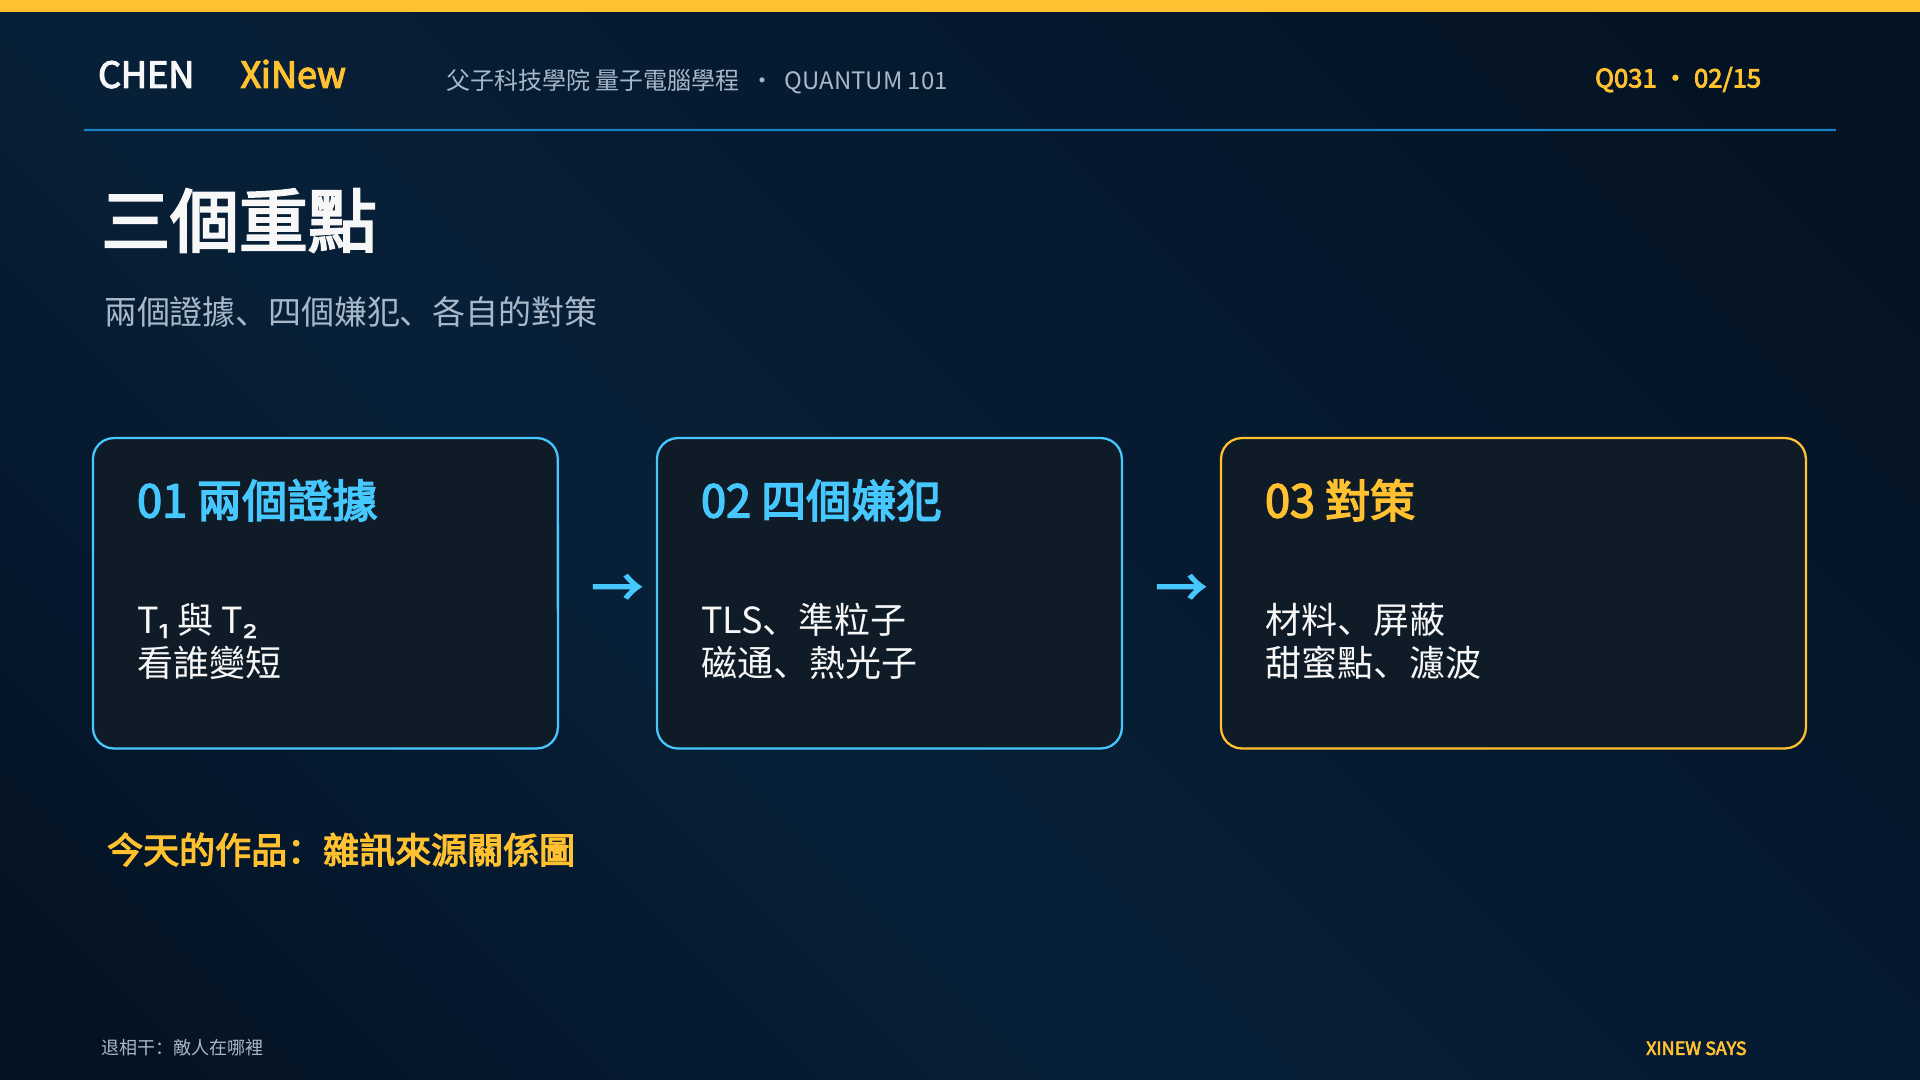 CHEN XiNew 父子科技學院 量子電腦學程 · QUANTUM 101 Q031 · 02/15
三個重點
兩個證據、四個嫌犯、各自的對策
01 兩個證據
T₁ 與 T₂
看誰變短
→
02 四個嫌犯
TLS、準粒子
磁通、熱光子
→
03 對策
材料、屏蔽
甜蜜點、濾波
今天的作品：雜訊來源關係圖
退相干：敵人在哪裡 XINEW SAYS